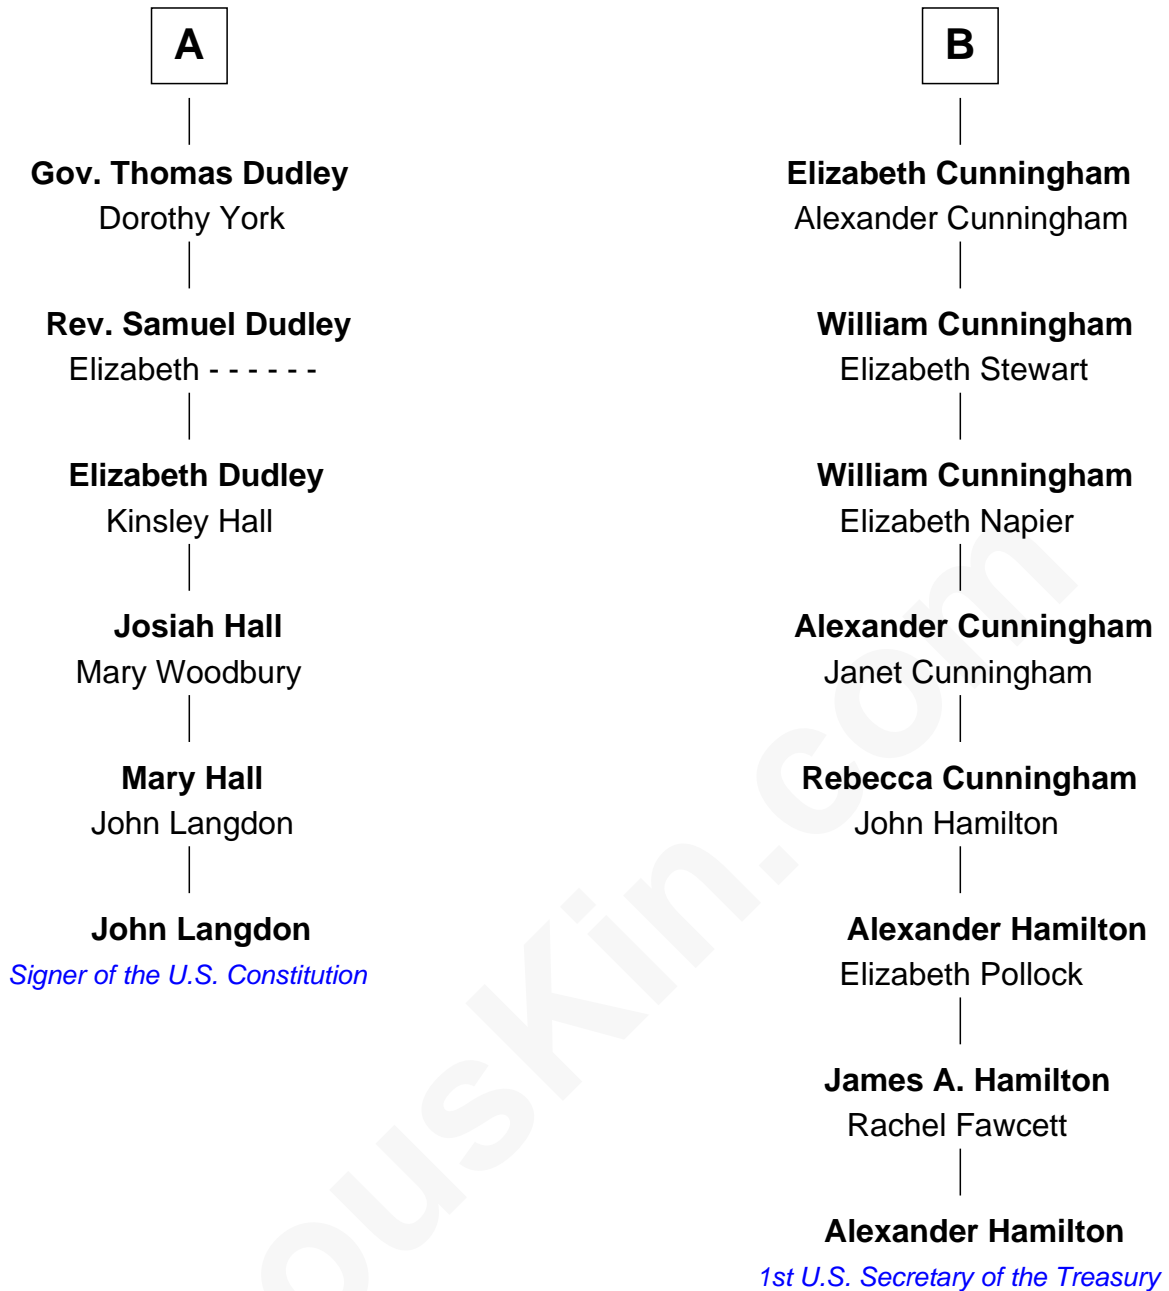 A
Gov. Thomas Dudley
Dorothy York
Rev. Samuel Dudley
Elizabeth - - - - - -
Elizabeth Dudley
Kinsley Hall
Josiah Hall
Mary Woodbury
Mary Hall
John Langdon
John Langdon
Signer of the U.S. Constitution
B
Elizabeth Cunningham
Alexander Cunningham
William Cunningham
Elizabeth Stewart
William Cunningham
Elizabeth Napier
Alexander Cunningham
Janet Cunningham
Rebecca Cunningham
John Hamilton
Alexander Hamilton
Elizabeth Pollock
James A. Hamilton
Rachel Fawcett
Alexander Hamilton
1st U.S. Secretary of the Treasury
ousKin.com